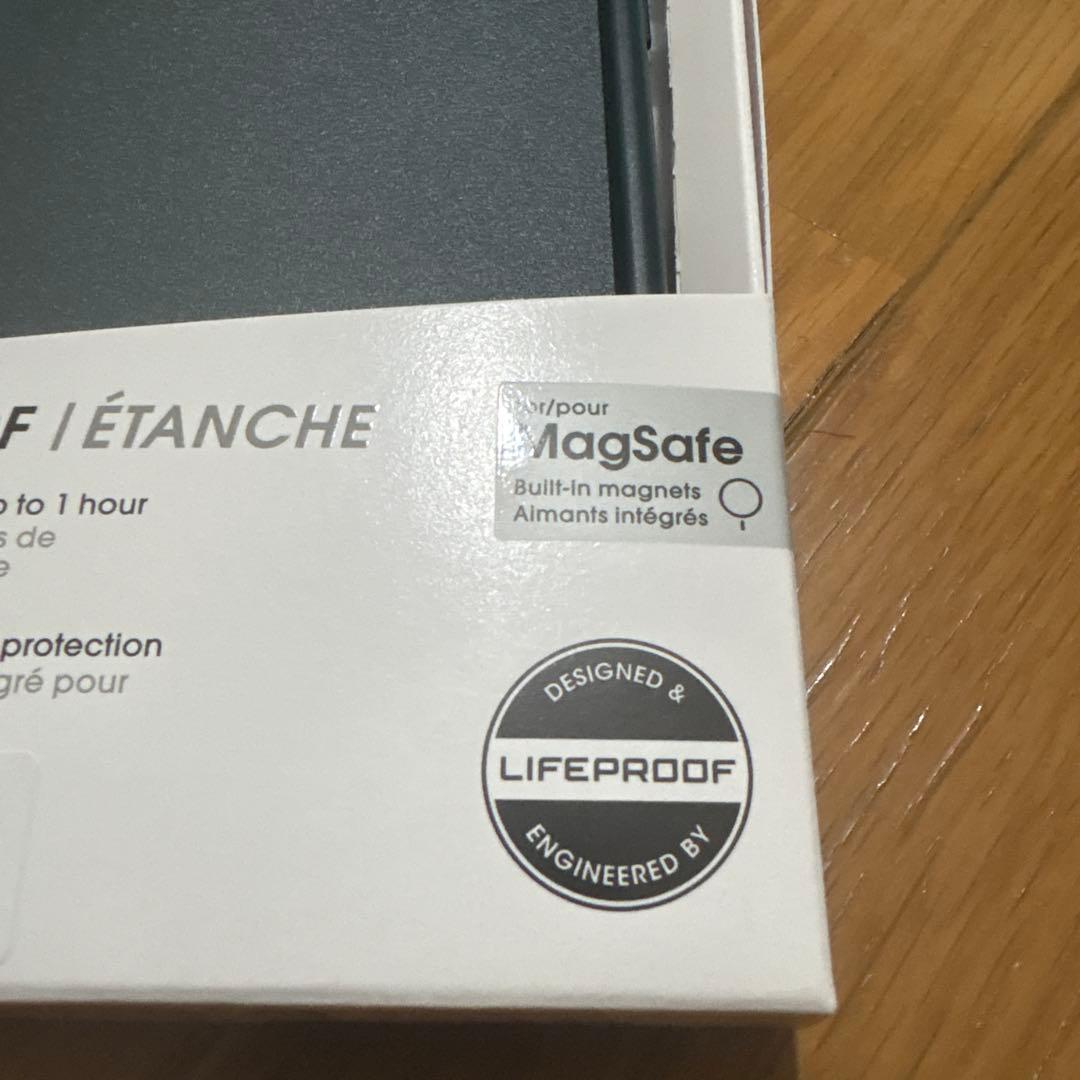 F / ÉTANCHE
to 1 hour
s de
e
protection
gré pour
for/pour
MagSafe
Built-in magnets
Aimants intégrés
DESIGNED &
LIFEPROOF
ENGINEERED BY